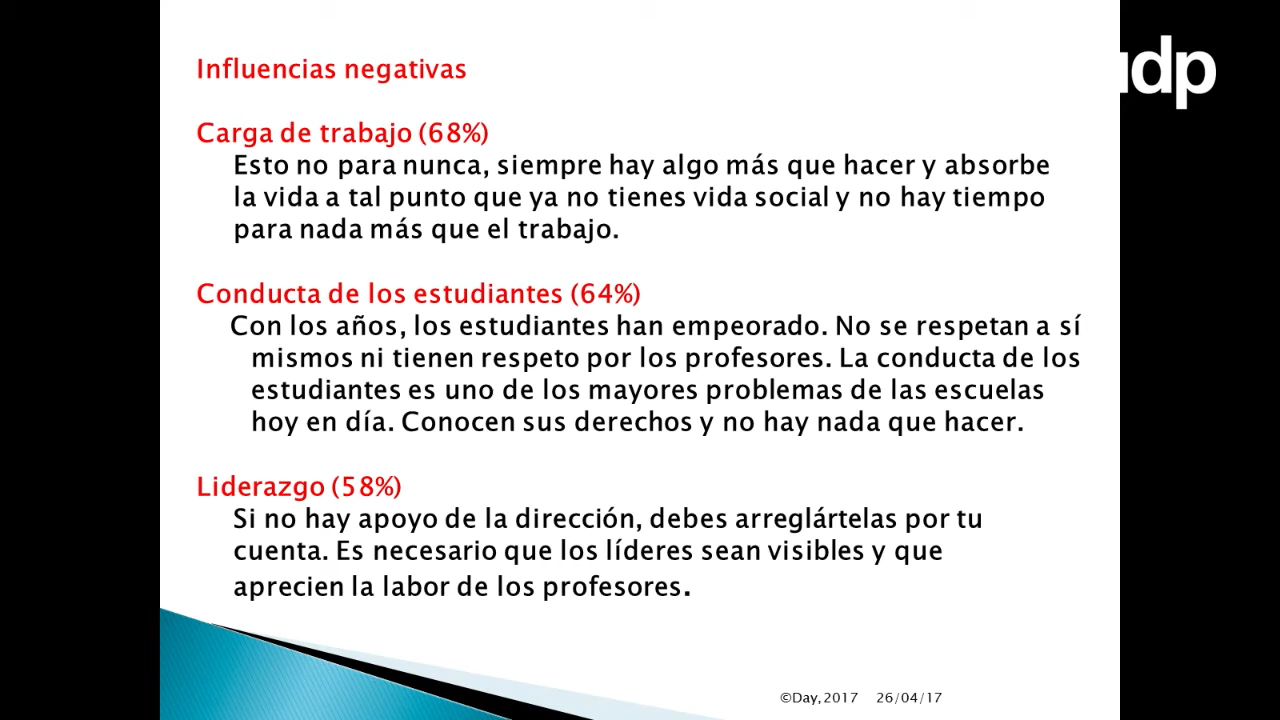 Influencias negativas
Carga de trabajo (68%)
Esto no para nunca, siempre hay algo más que hacer y absorbe
la vida a tal punto que ya no tienes vida social y no hay tiempo
para nada más que el trabajo.
Conducta de los estudiantes (64%)
Con los años, los estudiantes han empeorado. No se respetan a sí
mismos ni tienen respeto por los profesores. La conducta de los
estudiantes es uno de los mayores problemas de las escuelas
hoy en día. Conocen sus derechos y no hay nada que hacer.
Liderazgo (58%)
Si no hay apoyo de la dirección, debes arreglártelas por tu
cuenta. Es necesario que los líderes sean visibles y que
aprecien la labor de los profesores.
©Day, 2017 26/04/17
udp